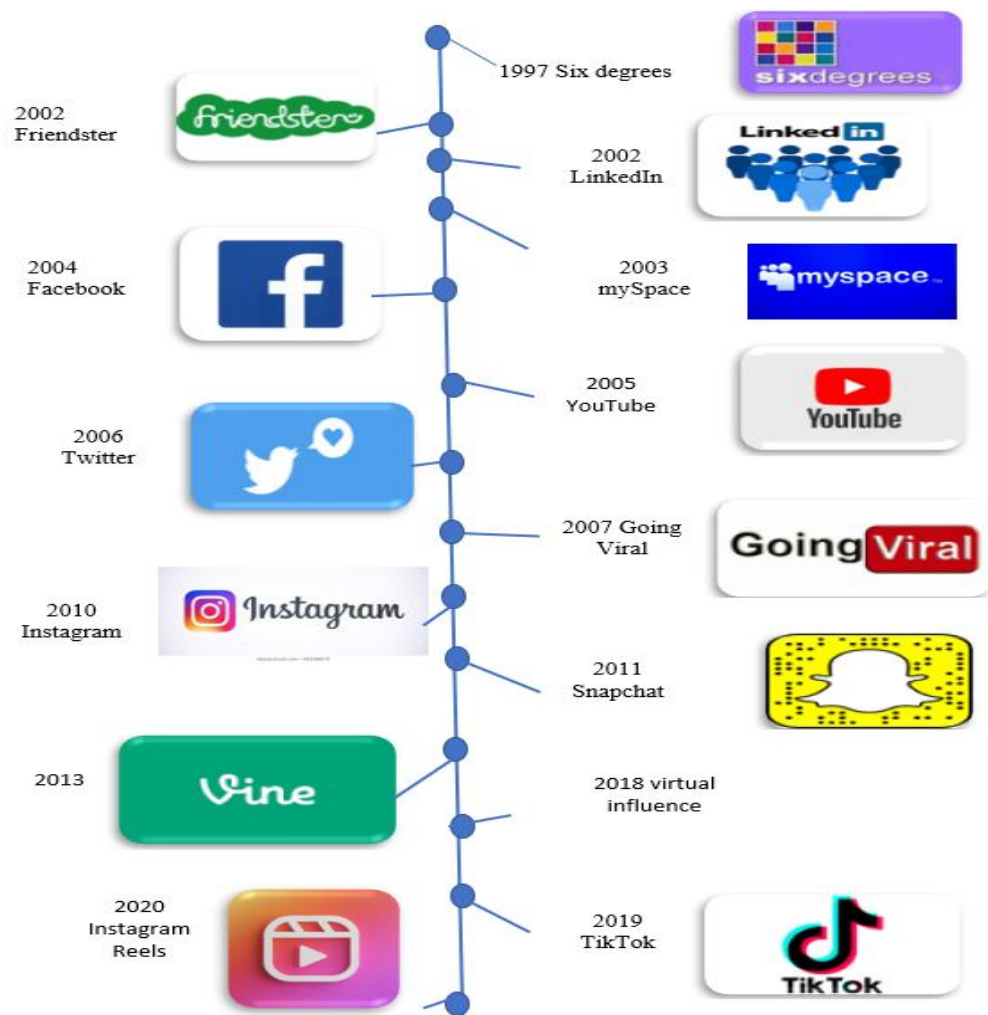 1997 Six degrees
sixdegrees
2002
Friendster
friendster
2002
LinkedIn
Linked in
2004
Facebook
f
2003
mySpace
myspace
2005
YouTube
YouTube
2006
Twitter
2007 Going
Viral
Going Viral
2010
Instagram
Instagram
2011
Snapchat
2013
Vine
2018 virtual
influence
2020
Instagram
Reels
2019
TikTok
TikTok